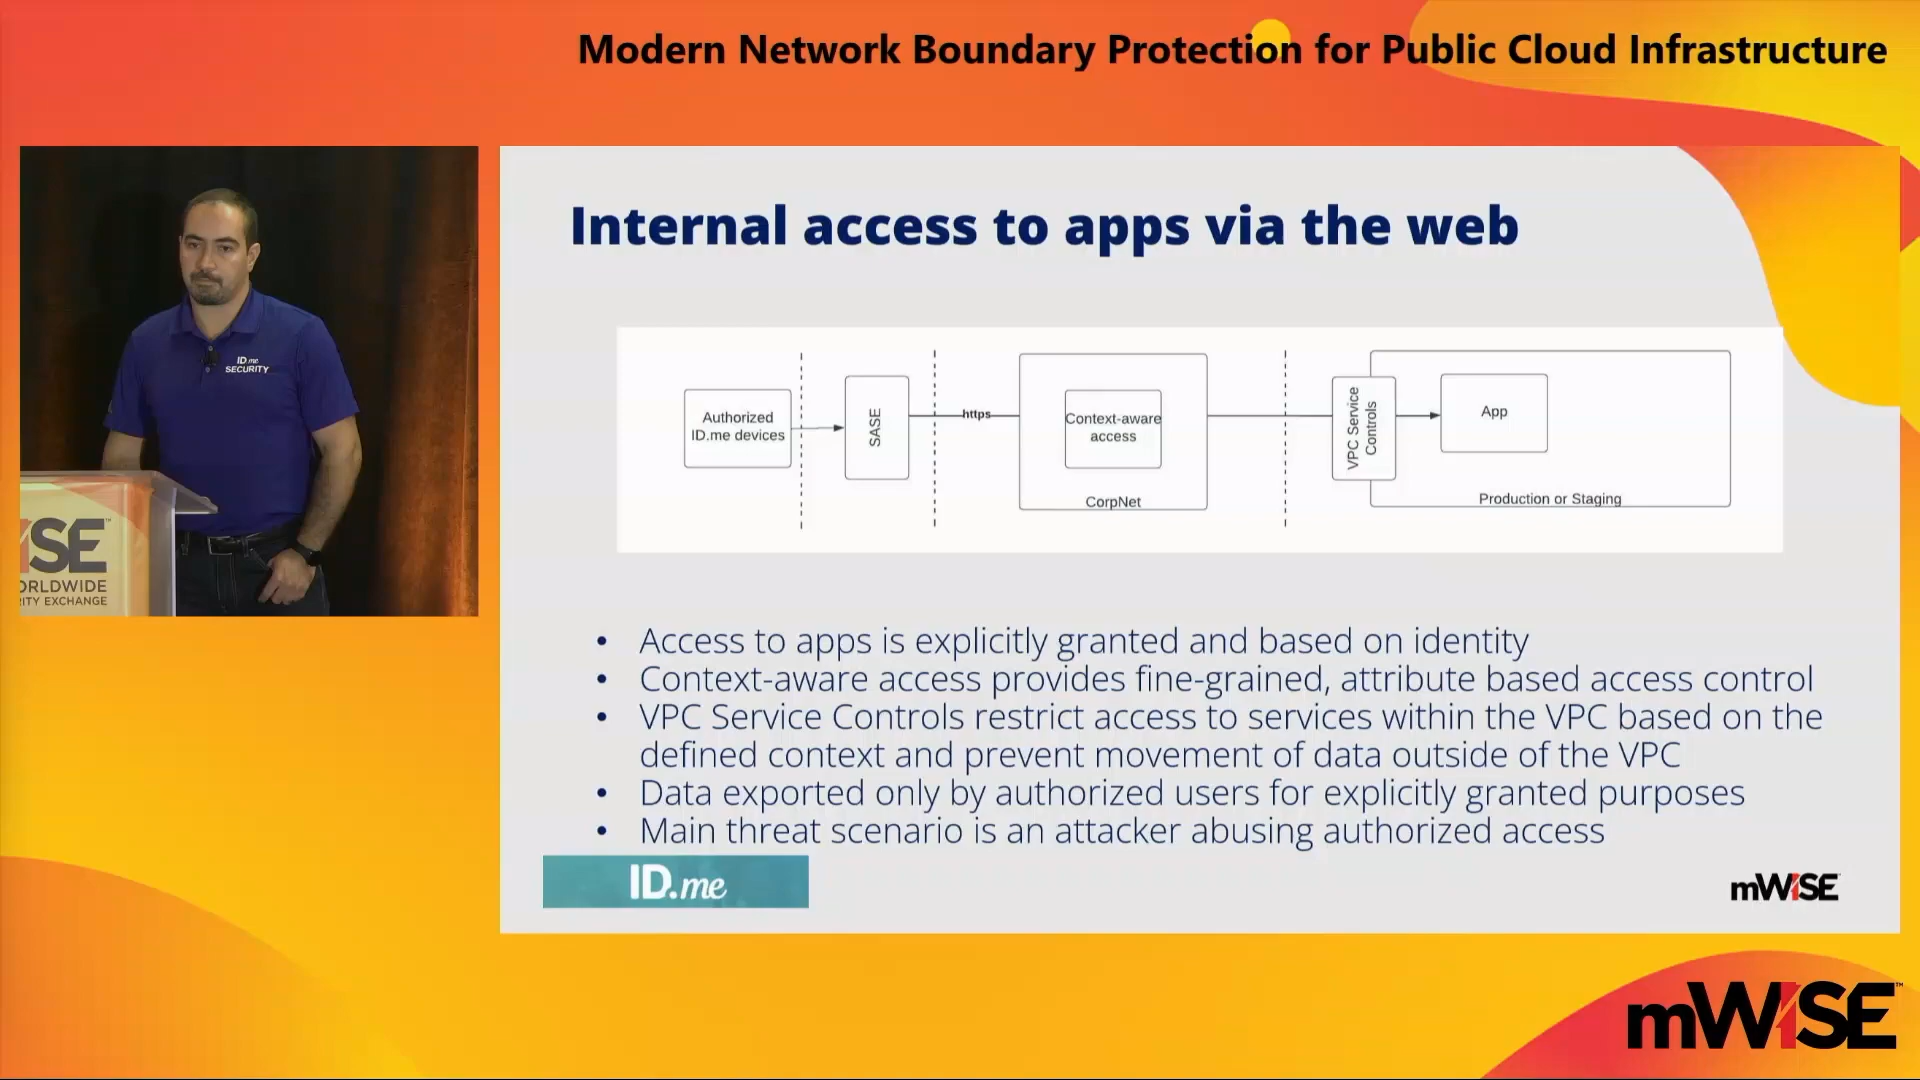 Modern Network Boundary Protection for Public Cloud Infrastructure
ID.me
SECURITY
SE
ORLDWIDE
ITY EXCHANGE
Internal access to apps via the web
Authorized
ID.me devices
SASE
https
Context-aware
access
CorpNet
VPC Service
Controls
App
Production or Staging
• Access to apps is explicitly granted and based on identity
• Context-aware access provides fine-grained, attribute based access control
• VPC Service Controls restrict access to services within the VPC based on the
defined context and prevent movement of data outside of the VPC
• Data exported only by authorized users for explicitly granted purposes
• Main threat scenario is an attacker abusing authorized access
ID.me
mWISE
mWISE™